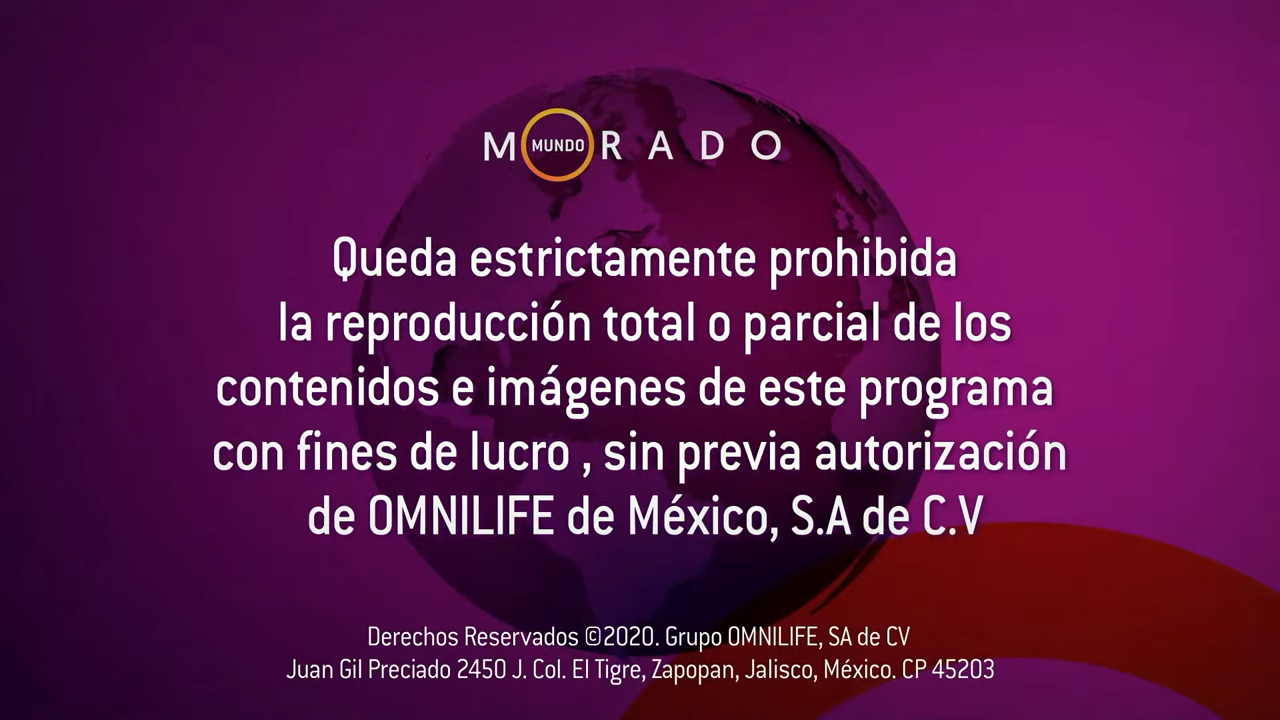 MORADO
MUNDO
Queda estrictamente prohibida
la reproducción total o parcial de los
contenidos e imágenes de este programa
con fines de lucro , sin previa autorización
de OMNILIFE de México, S.A de C.V
Derechos Reservados ©2020. Grupo OMNILIFE, SA de CV
Juan Gil Preciado 2450 J. Col. El Tigre, Zapopan, Jalisco, México. CP 45203